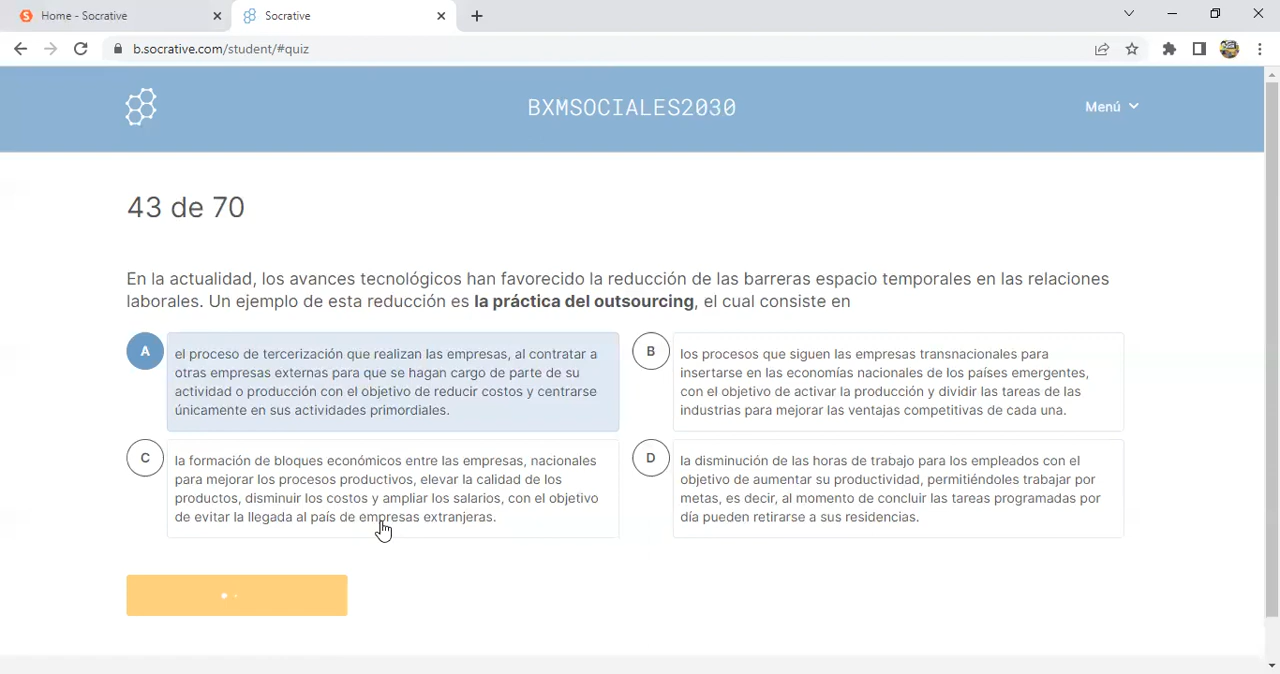 Home - Socrative
Socrative
b.socrative.com/student/#quiz
BXMSOCIALES2030
Menú
43 de 70
En la actualidad, los avances tecnológicos han favorecido la reducción de las barreras espacio temporales en las relaciones
laborales. Un ejemplo de esta reducción es la práctica del outsourcing, el cual consiste en
A
el proceso de tercerización que realizan las empresas, al contratar a
otras empresas externas para que se hagan cargo de parte de su
actividad o producción con el objetivo de reducir costos y centrarse
únicamente en sus actividades primordiales.
B
los procesos que siguen las empresas transnacionales para
insertarse en las economías nacionales de los países emergentes,
con el objetivo de activar la producción y dividir las tareas de las
industrias para mejorar las ventajas competitivas de cada una.
C
la formación de bloques económicos entre las empresas, nacionales
para mejorar los procesos productivos, elevar la calidad de los
productos, disminuir los costos y ampliar los salarios, con el objetivo
de evitar la llegada al país de empresas extranjeras.
D
la disminución de las horas de trabajo para los empleados con el
objetivo de aumentar su productividad, permitiéndoles trabajar por
metas, es decir, al momento de concluir las tareas programadas por
día pueden retirarse a sus residencias.